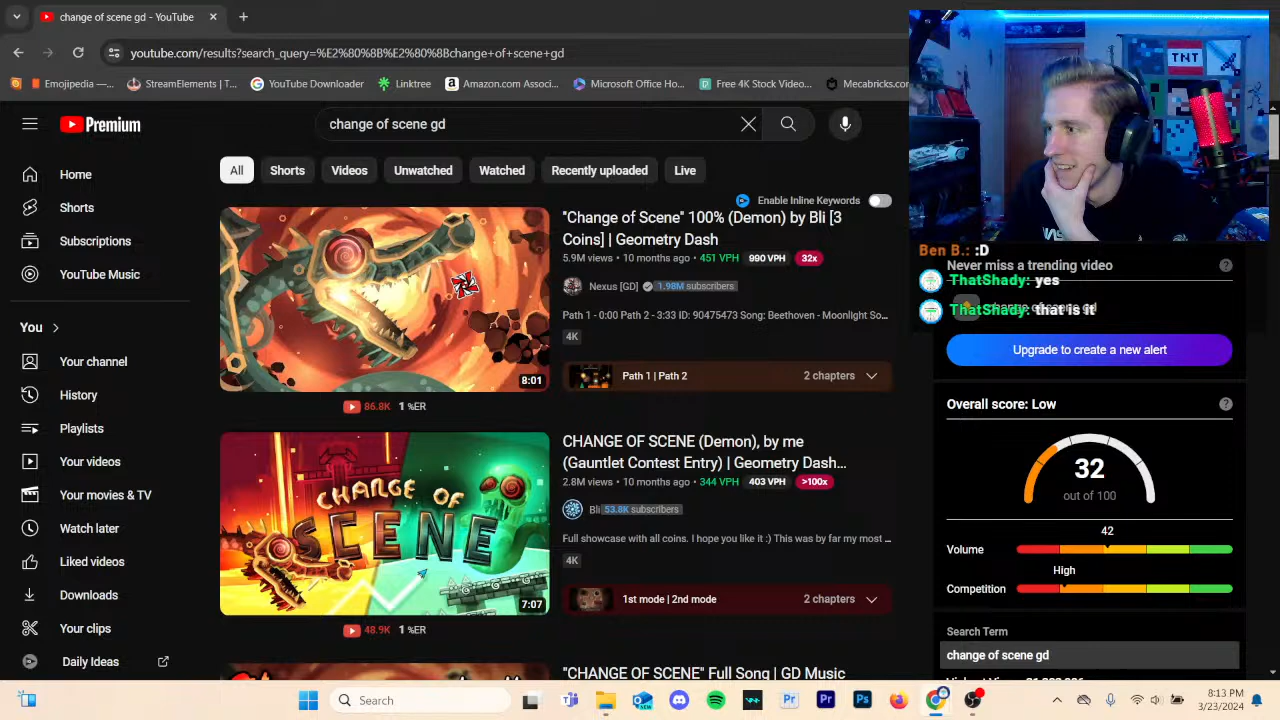 change of scene gd - YouTube
youtube.com/results?search_query=%E2%80%8B%E2%80%88change+of+scene+gd
Emojipedia —...
StreamElements | T...
YouTube Downloader
Linktree
Amazon.com Associ...
Microsoft Office Ho...
Free 4K Stock Video...
Mecabricks.com
Premium
change of scene gd
All
Shorts
Videos
Unwatched
Watched
Recently uploaded
Live
Home
Shorts
Subscriptions
YouTube Music
You
Your channel
History
Playlists
Your videos
Your movies & TV
Watch later
Liked videos
Downloads
Your clips
Daily Ideas
Enable Inline Keywords
8:01
86.8K 1 %ER
"Change of Scene" 100% (Demon) by Bli [3
Coins] | Geometry Dash
5.9M views • 10 months ago • 451 VPH 990 VPH 32x
Nexus [GD] 1.98M subscribers
Path 1 - 0:00 Path 2 - 3:33 ID: 90475473 Song: Beethoven - Moonlight So...
4K
Path 1 | Path 2
2 chapters
CHANGE OF
SCENE
7:07
48.9K 1 %ER
CHANGE OF SCENE (Demon), by me
(Gauntlet Contest Entry) | Geometry Dash...
2.8M views • 10 months ago • 344 VPH 403 VPH >100x
Bli 53.8K subscribers
Full showcase with all coins. I hope you like it :) This was by far my most ...
4K
1st mode | 2nd mode
2 chapters
"CHANGE OF SCENE" Full Song | GD Music
TNT
Ben B.: :D
Never miss a trending video
ThatShady: yes
change of scene gd
ThatShady: that is it
Upgrade to create a new alert
Overall score: Low
32
out of 100
42
Volume
High
Competition
Search Term
change of scene gd
Search
8:13 PM
3/23/2024